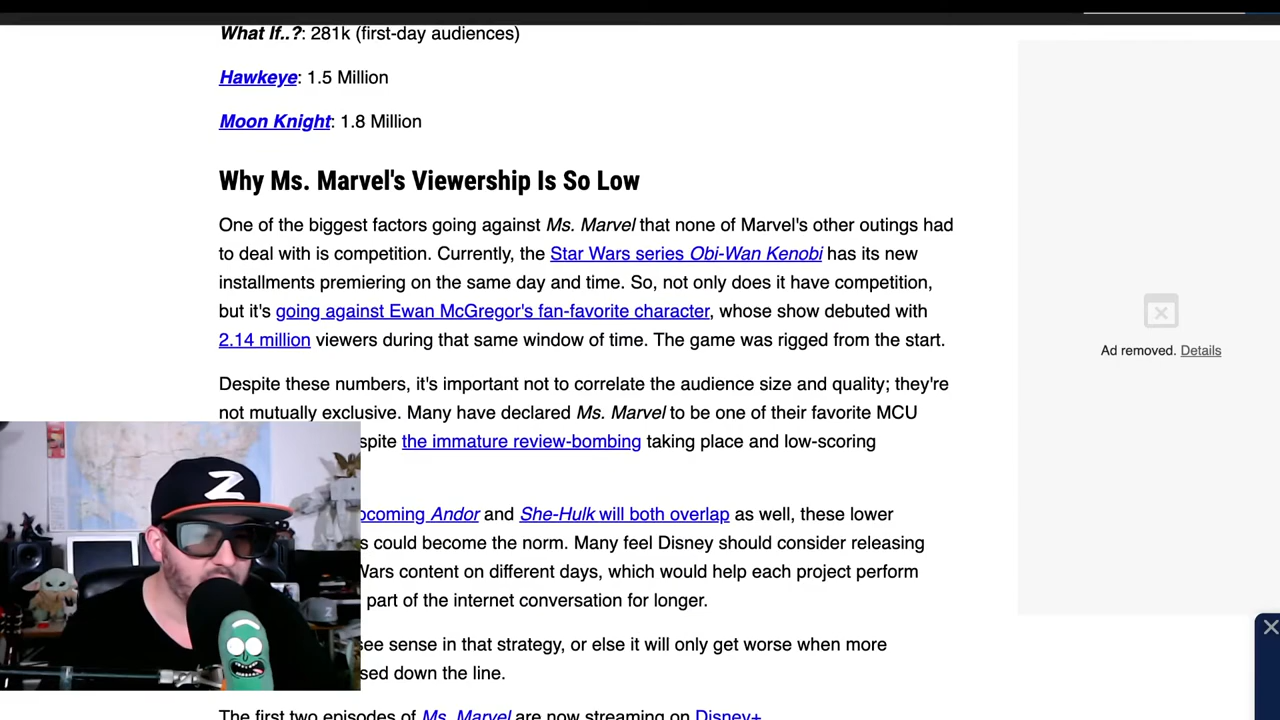 What If..?: 281k (first-day audiences)
Hawkeye: 1.5 Million
Moon Knight: 1.8 Million
Why Ms. Marvel's Viewership Is So Low
One of the biggest factors going against Ms. Marvel that none of Marvel's other outings had
to deal with is competition. Currently, the Star Wars series Obi-Wan Kenobi has its new
installments premiering on the same day and time. So, not only does it have competition,
but it's going against Ewan McGregor's fan-favorite character, whose show debuted with
2.14 million viewers during that same window of time. The game was rigged from the start.
Ad removed. Details
Despite these numbers, it's important not to correlate the audience size and quality; they're
not mutually exclusive. Many have declared Ms. Marvel to be one of their favorite MCU
the immature review-bombing taking place and low-scoring
Andor and She-Hulk will both overlap as well, these lower
could become the norm. Many feel Disney should consider releasing
Wars content on different days, which would help each project perform
part of the internet conversation for longer.
see sense in that strategy, or else it will only get worse when more
down the line.
The first two episodes of Ms. Marvel are now streaming on Disney+
Z